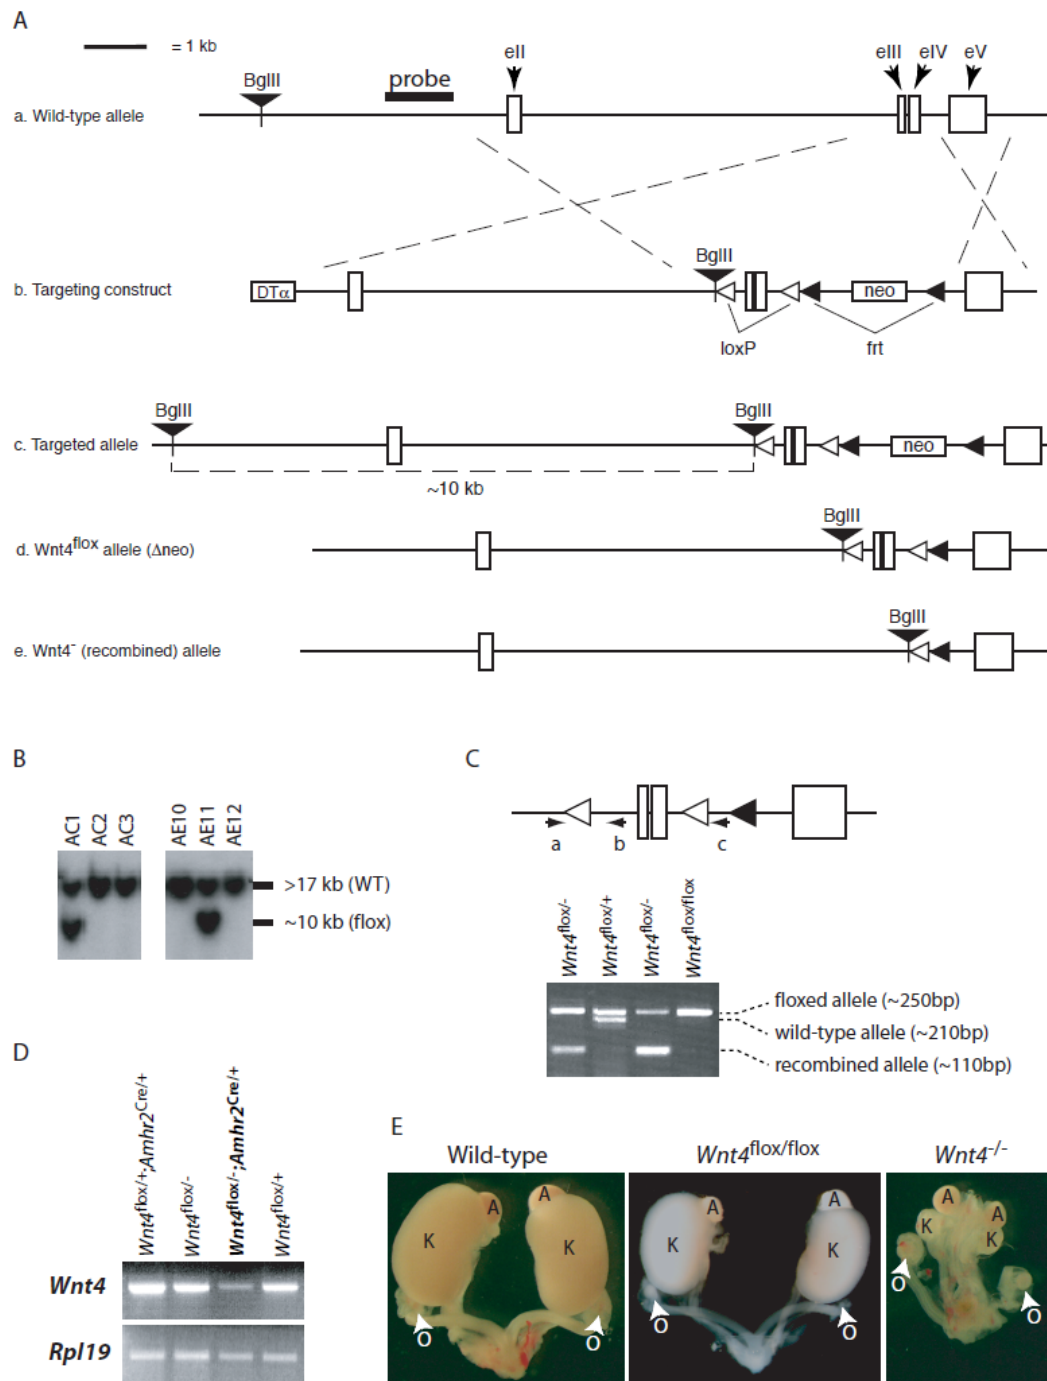 A
= 1 kb
eII
eIII
eIV
eV
BglII
probe
a. Wild-type allele
BglII
b. Targeting construct
DTα
neo
loxP
frt
BglII
BglII
c. Targeted allele
neo
~10 kb
BglII
d. Wnt4flox allele (Δneo)
BglII
e. Wnt4- (recombined) allele
B
AC1
AC2
AC3
AE10
AE11
AE12
>17 kb (WT)
~10 kb (flox)
C
a
b
c
Wnt4flox/-
Wnt4flox/+
Wnt4flox/-
Wnt4flox/flox
floxed allele (~250bp)
wild-type allele (~210bp)
recombined allele (~110bp)
D
Wnt4flox/+;Amhr2Cre/+
Wnt4flox/-
Wnt4flox/-;Amhr2Cre/+
Wnt4flox/+
Wnt4
Rpl19
E
Wild-type
Wnt4flox/flox
Wnt4-/-
A
A
K
K
O
O
A
A
K
K
O
O
A
A
K
K
O
O